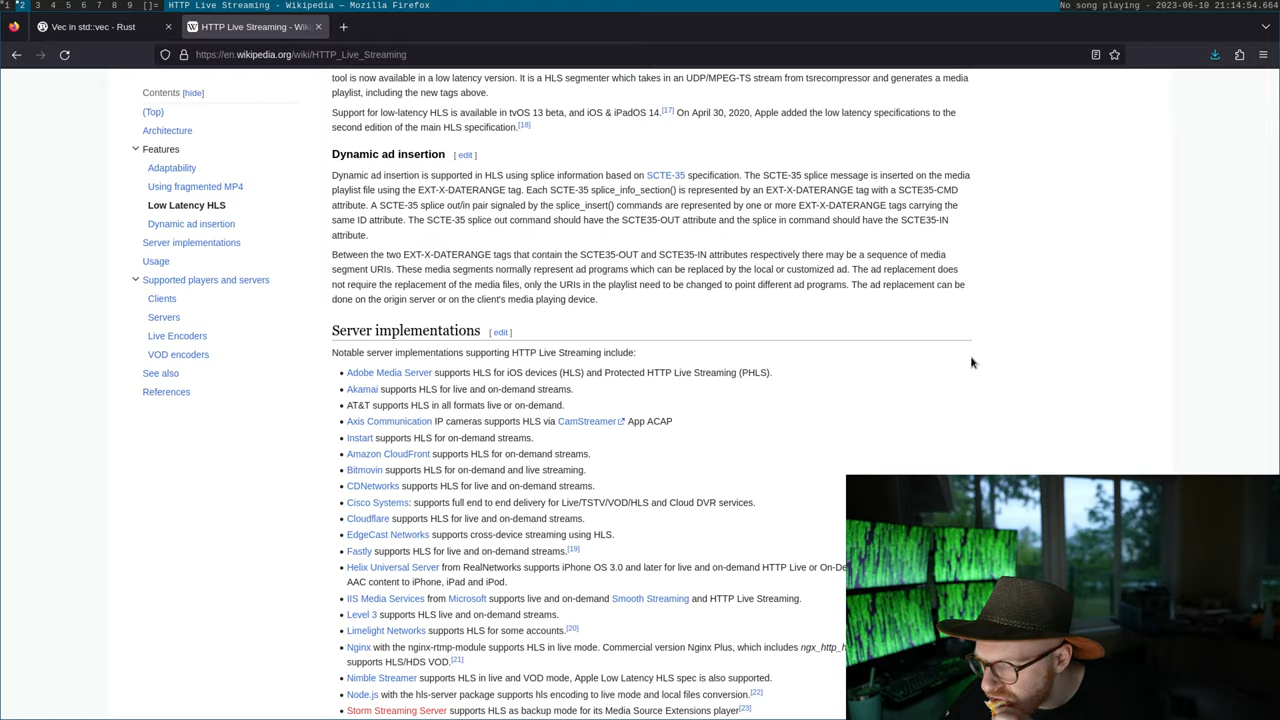 1 2 3 4 5 6 7 8 9 []= HTTP Live Streaming - Wikipedia — Mozilla Firefox
No song playing - 2023-06-10 21:14:54.664
Vec in std::vec - Rust
HTTP Live Streaming - Wiki
https://en.wikipedia.org/wiki/HTTP_Live_Streaming
Contents [hide]
(Top)
Architecture
Features
Adaptability
Using fragmented MP4
Low Latency HLS
Dynamic ad insertion
Server implementations
Usage
Supported players and servers
Clients
Servers
Live Encoders
VOD encoders
See also
References
tool is now available in a low latency version. It is a HLS segmenter which takes in an UDP/MPEG-TS stream from tsrecompressor and generates a media
playlist, including the new tags above.
Support for low-latency HLS is available in tvOS 13 beta, and iOS & iPadOS 14.[17] On April 30, 2020, Apple added the low latency specifications to the
second edition of the main HLS specification.[18]
Dynamic ad insertion [ edit ]
Dynamic ad insertion is supported in HLS using splice information based on SCTE-35 specification. The SCTE-35 splice message is inserted on the media
playlist file using the EXT-X-DATERANGE tag. Each SCTE-35 splice_info_section() is represented by an EXT-X-DATERANGE tag with a SCTE35-CMD
attribute. A SCTE-35 splice out/in pair signaled by the splice_insert() commands are represented by one or more EXT-X-DATERANGE tags carrying the
same ID attribute. The SCTE-35 splice out command should have the SCTE35-OUT attribute and the splice in command should have the SCTE35-IN
attribute.
Between the two EXT-X-DATERANGE tags that contain the SCTE35-OUT and SCTE35-IN attributes respectively there may be a sequence of media
segment URIs. These media segments normally represent ad programs which can be replaced by the local or customized ad. The ad replacement does
not require the replacement of the media files, only the URIs in the playlist need to be changed to point different ad programs. The ad replacement can be
done on the origin server or on the client's media playing device.
Server implementations [ edit ]
Notable server implementations supporting HTTP Live Streaming include:
• Adobe Media Server supports HLS for iOS devices (HLS) and Protected HTTP Live Streaming (PHLS).
• Akamai supports HLS for live and on-demand streams.
• AT&T supports HLS in all formats live or on-demand.
• Axis Communication IP cameras supports HLS via CamStreamer App ACAP
• Instart supports HLS for on-demand streams.
• Amazon CloudFront supports HLS for on-demand streams.
• Bitmovin supports HLS for on-demand and live streaming.
• CDNetworks supports HLS for live and on-demand streams.
• Cisco Systems: supports full end to end delivery for Live/TSTV/VOD/HLS and Cloud DVR services.
• Cloudflare supports HLS for live and on-demand streams.
• EdgeCast Networks supports cross-device streaming using HLS.
• Fastly supports HLS for live and on-demand streams.[19]
• Helix Universal Server from RealNetworks supports iPhone OS 3.0 and later for live and on-demand HTTP Live or On-De
AAC content to iPhone, iPad and iPod.
• IIS Media Services from Microsoft supports live and on-demand Smooth Streaming and HTTP Live Streaming.
• Level 3 supports HLS live and on-demand streams.
• Limelight Networks supports HLS for some accounts.[20]
• Nginx with the nginx-rtmp-module supports HLS in live mode. Commercial version Nginx Plus, which includes ngx_http_h
supports HLS/HDS VOD.[21]
• Nimble Streamer supports HLS in live and VOD mode, Apple Low Latency HLS spec is also supported.
• Node.js with the hls-server package supports hls encoding to live mode and local files conversion.[22]
• Storm Streaming Server supports HLS as backup mode for its Media Source Extensions player[23]